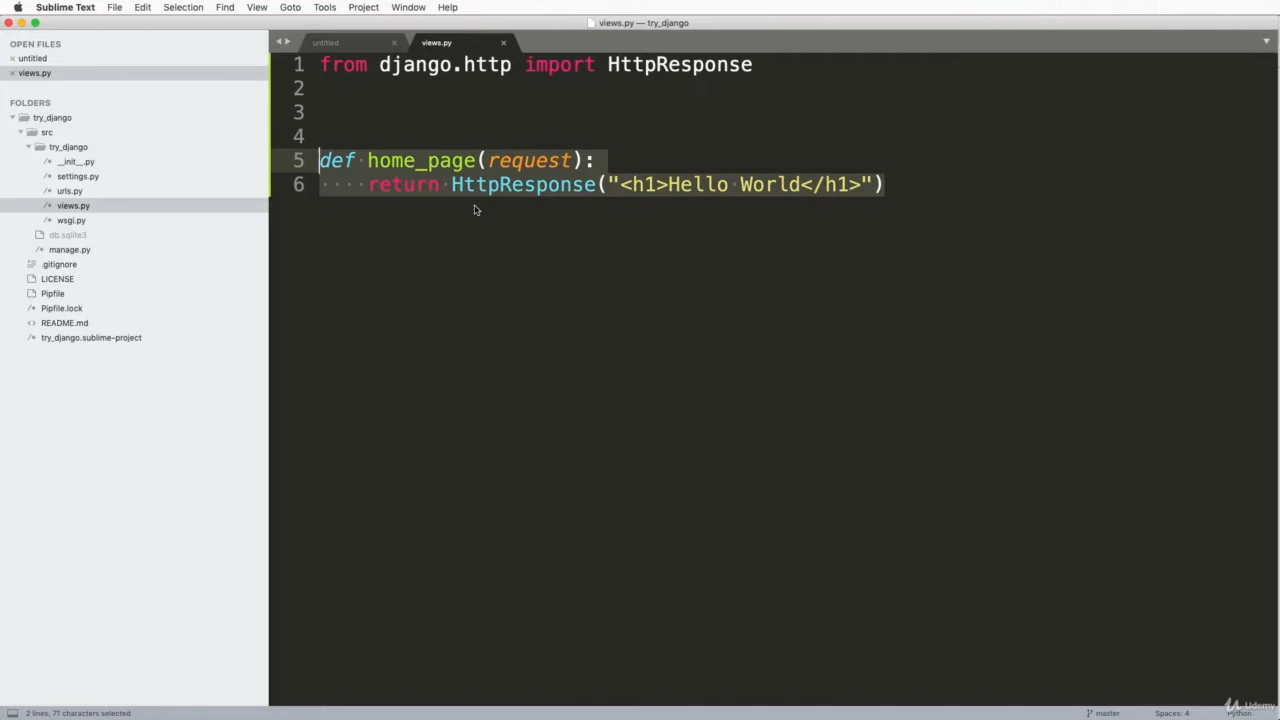 Sublime Text File Edit Selection Find View Goto Tools Project Window Help
views.py — try_django
OPEN FILES
untitled
views.py
FOLDERS
try_django
src
try_django
__init__.py
settings.py
urls.py
views.py
wsgi.py
db.sqlite3
manage.py
.gitignore
LICENSE
Pipfile
Pipfile.lock
README.md
try_django.sublime-project
untitled views.py
1 from django.http import HttpResponse
2
3
4
5 def home_page(request):
6 ····return HttpResponse("<h1>Hello·World</h1>")
2 lines, 71 characters selected
master Spaces: 4 Python
Udemy